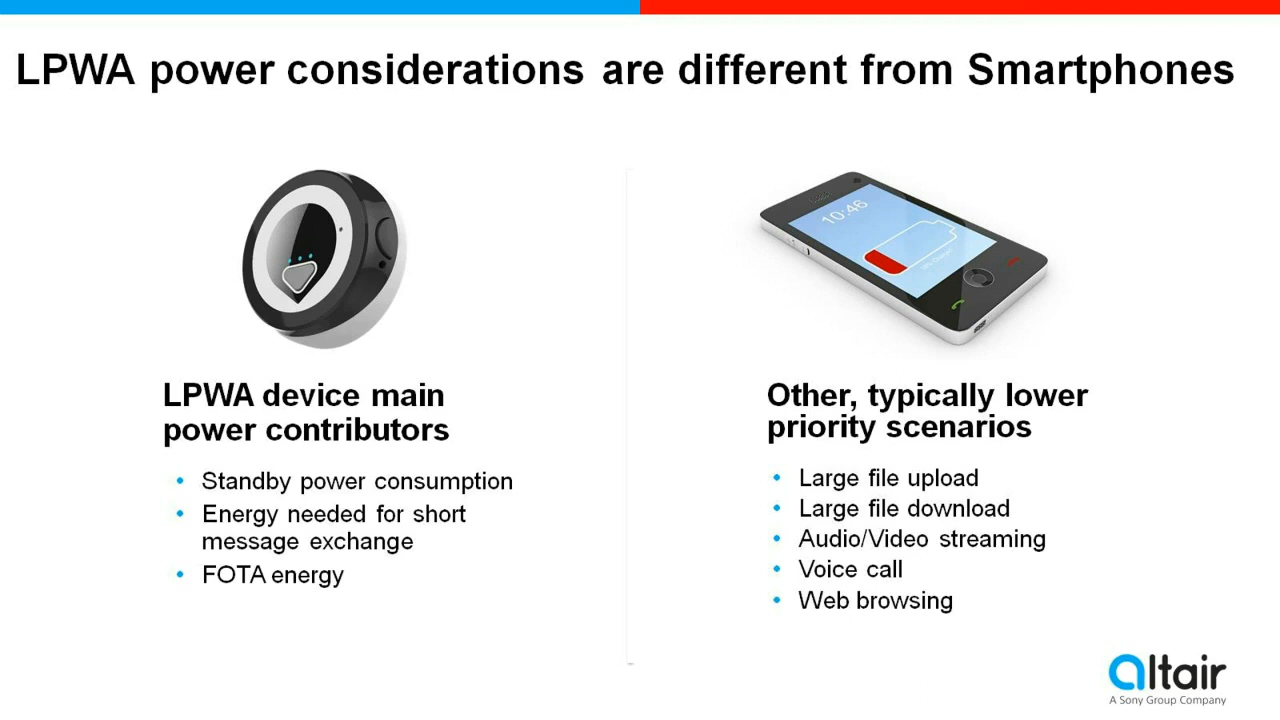 LPWA power considerations are different from Smartphones
10:46
LPWA device main
power contributors
• Standby power consumption
• Energy needed for short
message exchange
• FOTA energy
Other, typically lower
priority scenarios
• Large file upload
• Large file download
• Audio/Video streaming
• Voice call
• Web browsing
altair
A Sony Group Company